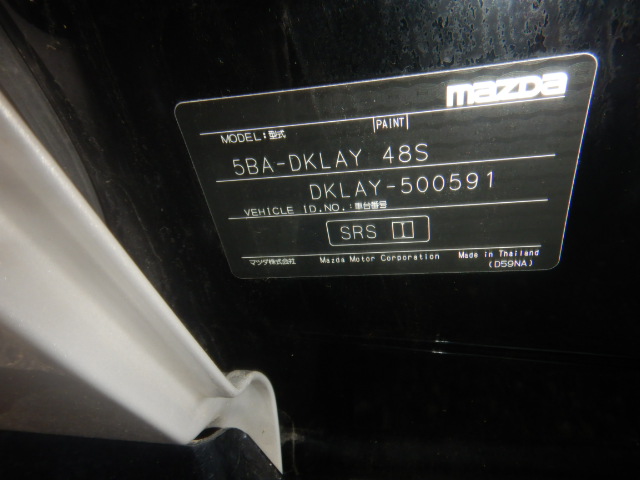 mazda
MODEL:型式 PAINT
5BA-DKLAY 48S
DKLAY-500591
VEHICLE ID.NO.:車台番号
SRS
マツダ株式会社 Mazda Motor Corporation Made in Thailand
(D59NA)